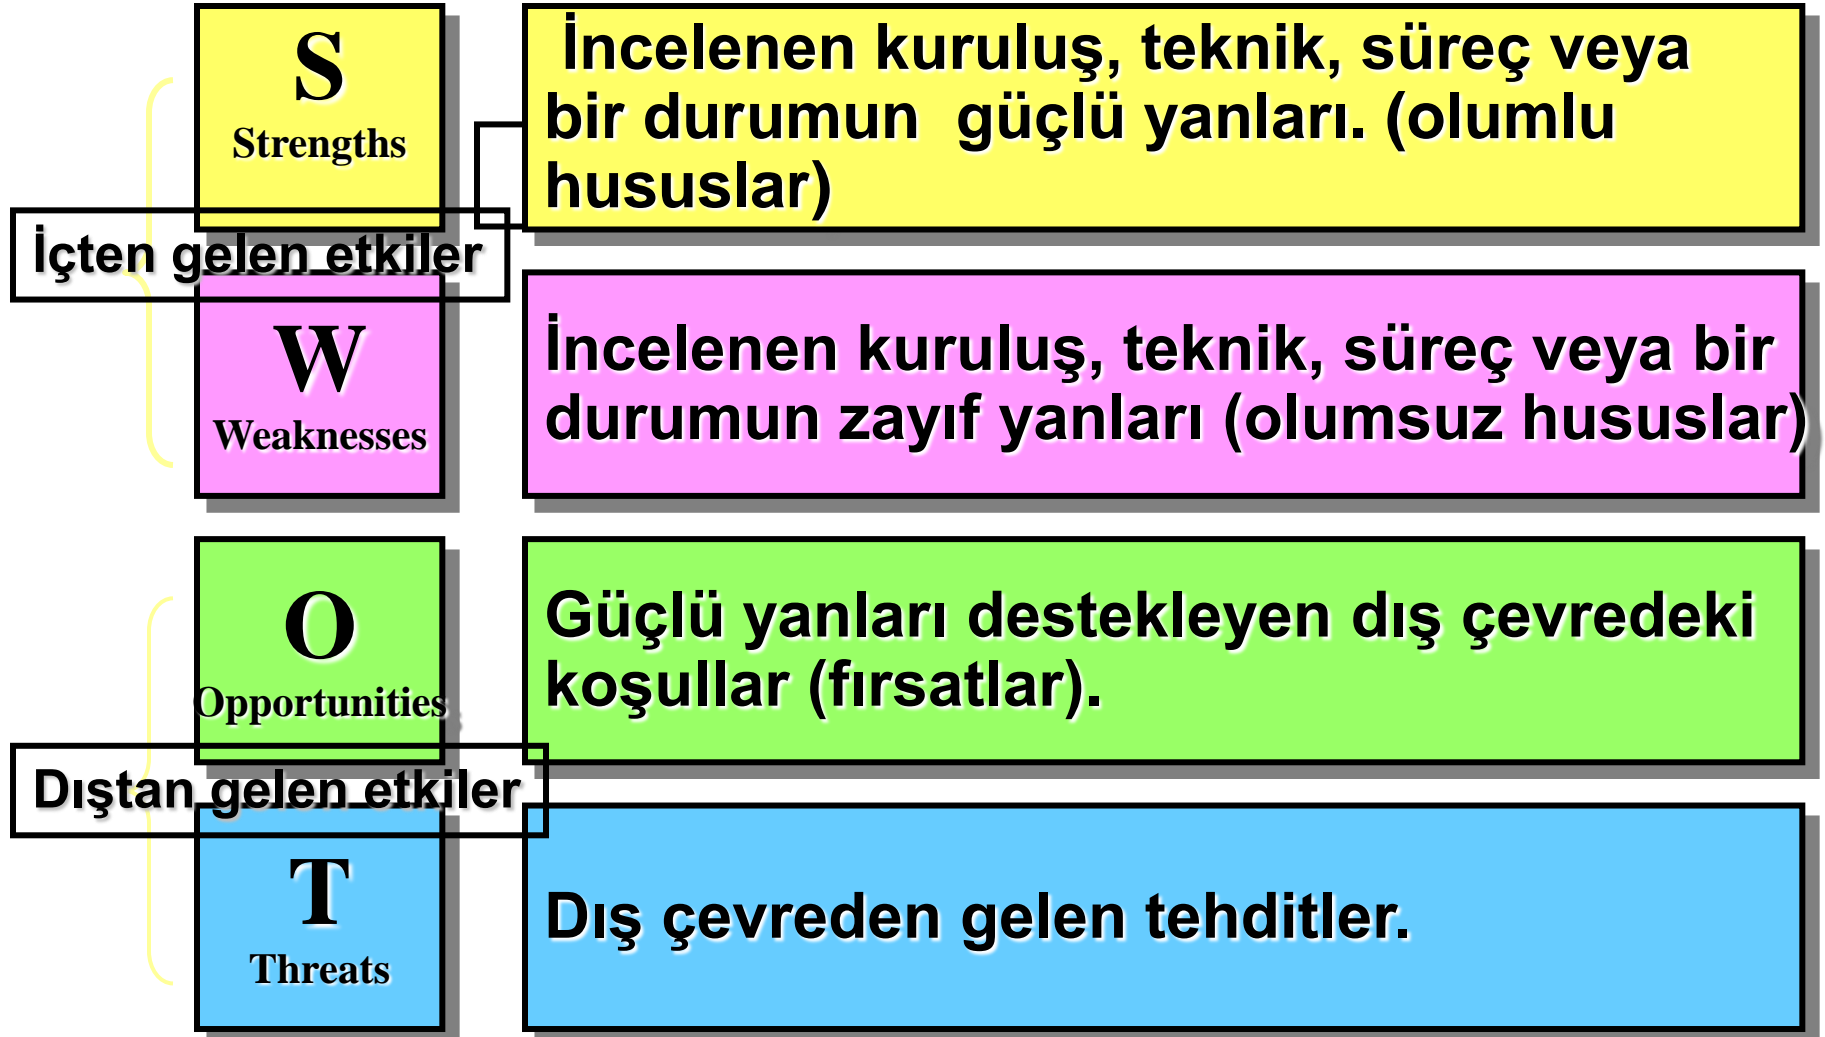 S
Strengths
İncelenen kuruluş, teknik, süreç veya
bir durumun güçlü yanları. (olumlu
hususlar)
İçten gelen etkiler
W
Weaknesses
İncelenen kuruluş, teknik, süreç veya bir
durumun zayıf yanları (olumsuz hususlar)
O
Opportunities
Güçlü yanları destekleyen dış çevredeki
koşullar (fırsatlar).
Dıştan gelen etkiler
T
Threats
Dış çevreden gelen tehditler.